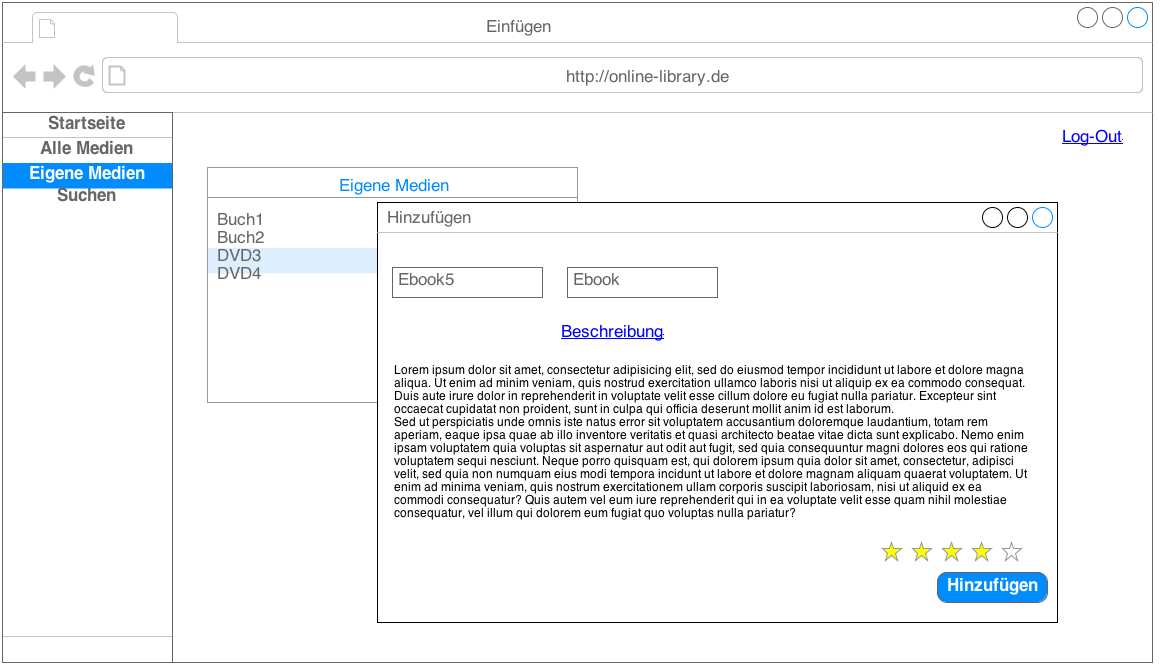 Einfügen
http://online-library.de
Startseite
Alle Medien
Eigene Medien
Suchen
Log-Out
Eigene Medien
Buch1
Buch2
DVD3
DVD4
Hinzufügen
Ebook5
Ebook
Beschreibung
Lorem ipsum dolor sit amet, consectetur adipisicing elit, sed do eiusmod tempor incididunt ut labore et dolore magna
aliqua. Ut enim ad minim veniam, quis nostrud exercitation ullamco laboris nisi ut aliquip ex ea commodo consequat.
Duis aute irure dolor in reprehenderit in voluptate velit esse cillum dolore eu fugiat nulla pariatur. Excepteur sint
occaecat cupidatat non proident, sunt in culpa qui officia deserunt mollit anim id est laborum.
Sed ut perspiciatis unde omnis iste natus error sit voluptatem accusantium doloremque laudantium, totam rem
aperiam, eaque ipsa quae ab illo inventore veritatis et quasi architecto beatae vitae dicta sunt explicabo. Nemo enim
ipsam voluptatem quia voluptas sit aspernatur aut odit aut fugit, sed quia consequuntur magni dolores eos qui ratione
voluptatem sequi nesciunt. Neque porro quisquam est, qui dolorem ipsum quia dolor sit amet, consectetur, adipisci
velit, sed quia non numquam eius modi tempora incidunt ut labore et dolore magnam aliquam quaerat voluptatem. Ut
enim ad minima veniam, quis nostrum exercitationem ullam corporis suscipit laboriosam, nisi ut aliquid ex ea
commodi consequatur? Quis autem vel eum iure reprehenderit qui in ea voluptate velit esse quam nihil molestiae
consequatur, vel illum qui dolorem eum fugiat quo voluptas nulla pariatur?
Hinzufügen